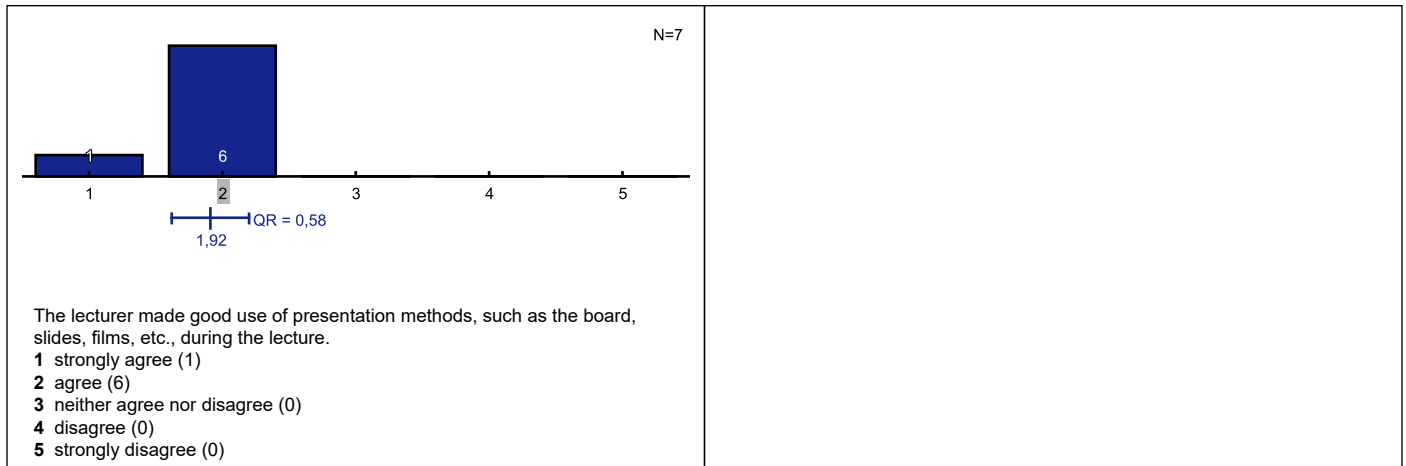 N=7
1
6
1
2
3
4
5
QR = 0,58
1,92
The lecturer made good use of presentation methods, such as the board,
slides, films, etc., during the lecture.
1 strongly agree (1)
2 agree (6)
3 neither agree nor disagree (0)
4 disagree (0)
5 strongly disagree (0)